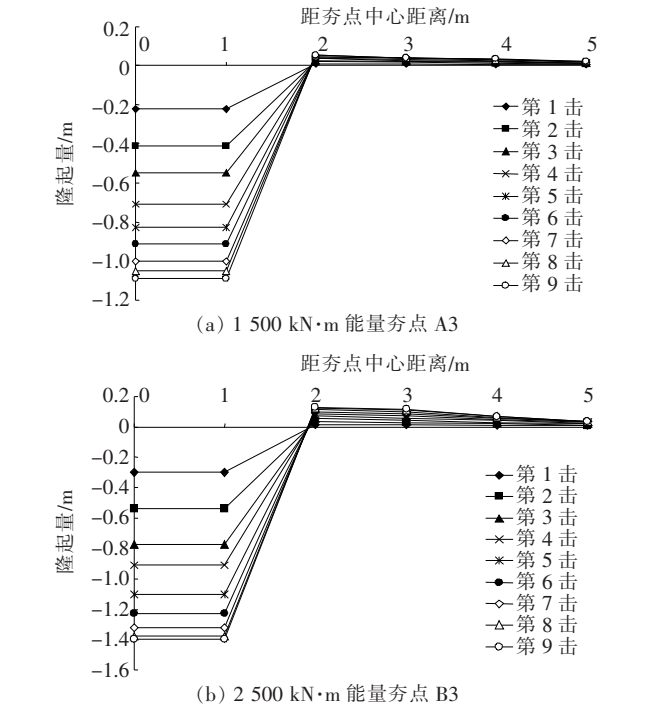 距夯点中心距离/m
0.2
0 1 2 3 4 5
0
-0.2
-0.4
-0.6
-0.8
-1.0
-1.2
隆起量/m
第 1 击
第 2 击
第 3 击
第 4 击
第 5 击
第 6 击
第 7 击
第 8 击
第 9 击
(a) 1 500 kN·m 能量夯点 A3
距夯点中心距离/m
0.2
0 1 2 3 4 5
0
-0.2
-0.4
-0.6
-0.8
-1.0
-1.2
-1.4
-1.6
隆起量/m
第 1 击
第 2 击
第 3 击
第 4 击
第 5 击
第 6 击
第 7 击
第 8 击
第 9 击
(b) 2 500 kN·m 能量夯点 B3